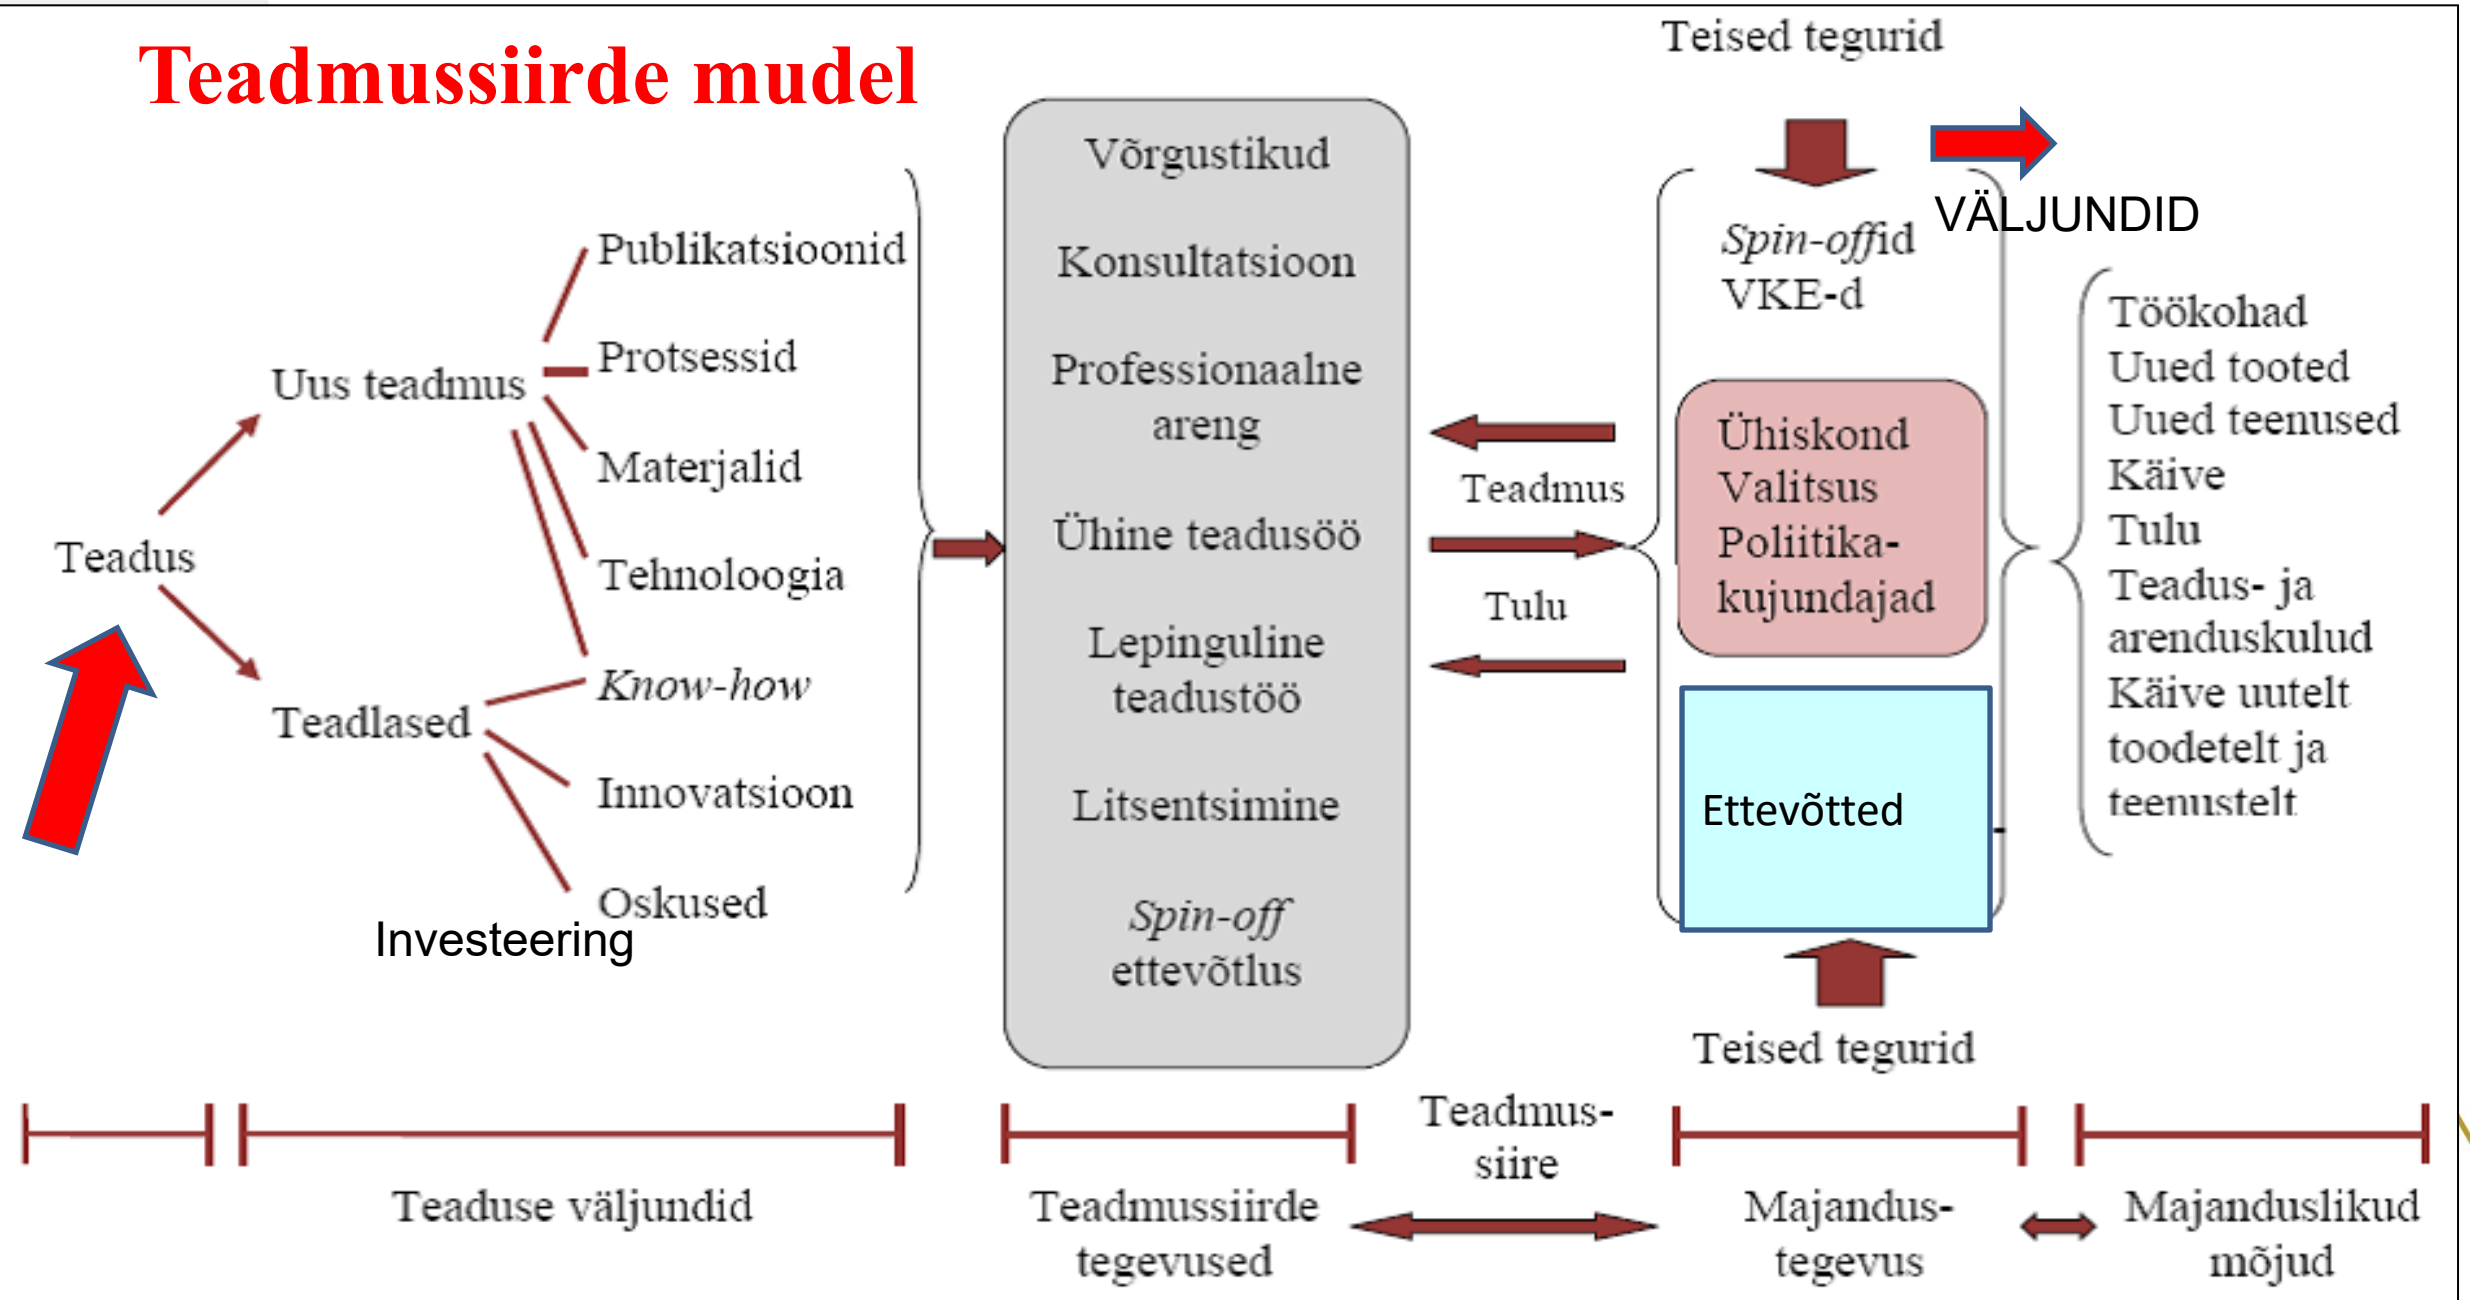 Teadmussiirde mudel
Teadus
Uus teadmus
Teadlased
Publikatsioonid
Protsessid
Materjalid
Tehnoloogia
Know-how
Innovatsioon
Oskused
Investeering
Võrgustikud
Konsultatsioon
Professionaalne
areng
Ühine teadusöö
Lepinguline
teadustöö
Litsentsimine
Spin-off
ettevõtlus
Teadmus
Tulu
Teised tegurid
Spin-offid
VKE-d
Ühiskond
Valitsus
Poliitika-
kujundajad
Ettevõtted
-
Teised tegurid
VÄLJUNDID
Töökohad
Uued tooted
Uued teenused
Käive
Tulu
Teadus- ja
arenduskulud
Käive uutelt
toodetelt ja
teenustelt
Teaduse väljundid
Teadmussiirde
tegevused
Teadmus-
siire
Majandus-
tegevus
Majanduslikud
mõjud